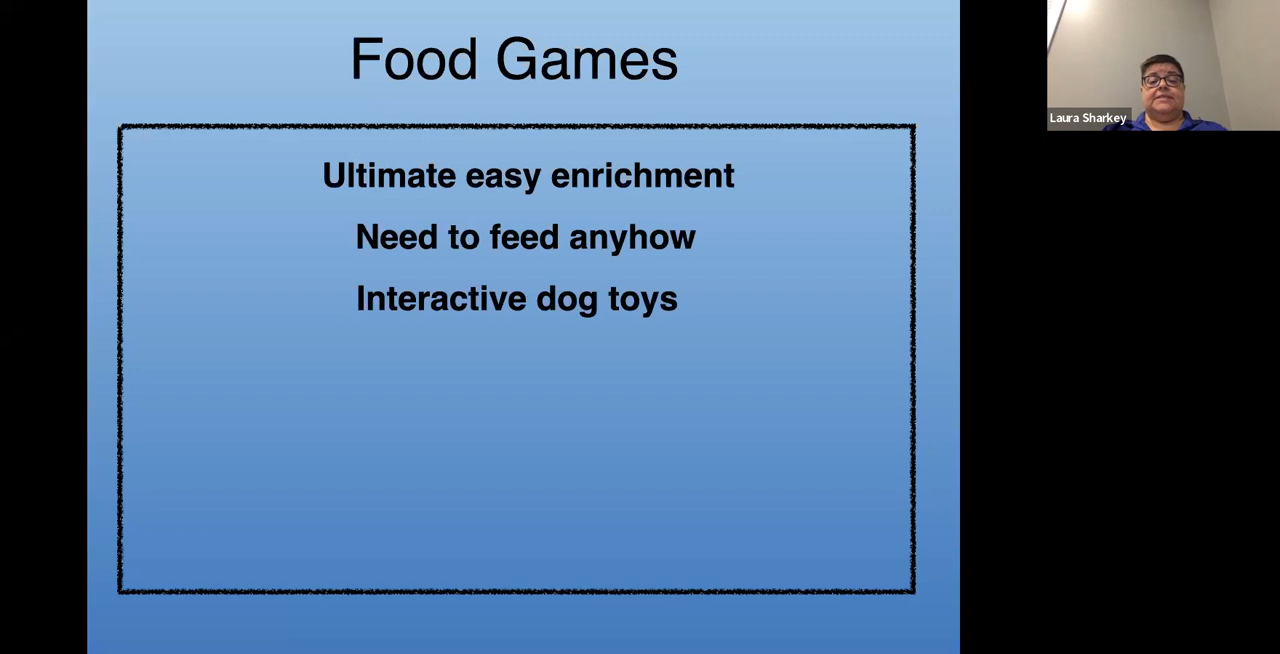 Food Games
Ultimate easy enrichment
Need to feed anyhow
Interactive dog toys
Laura Sharkey